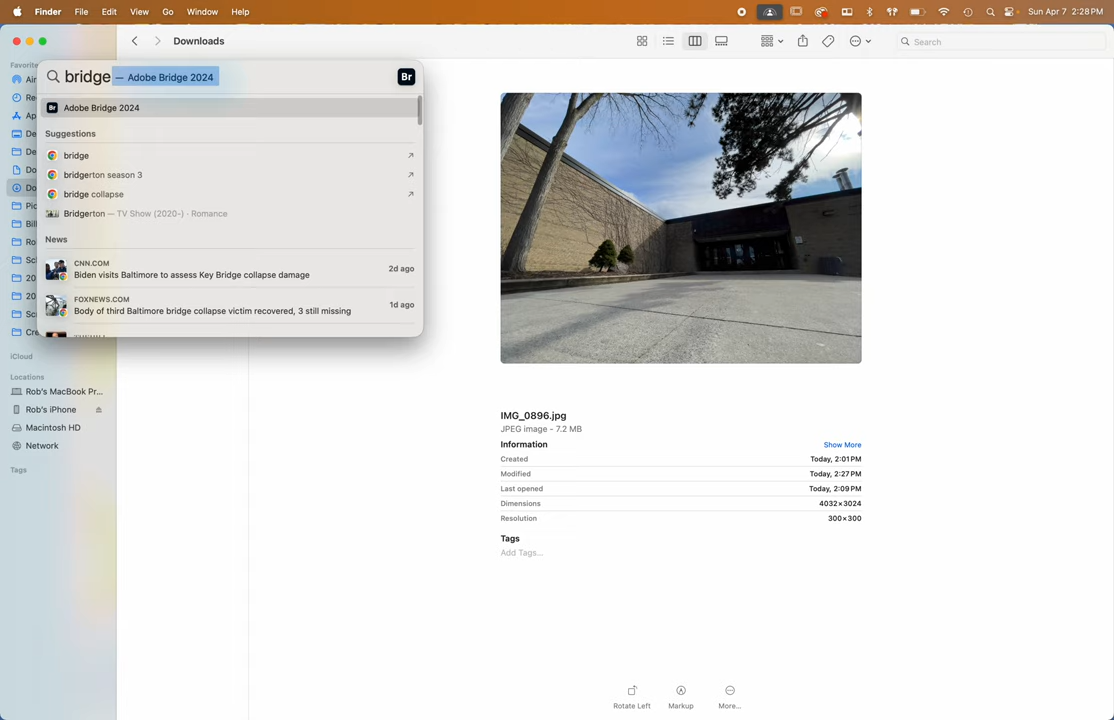 Finder File Edit View Go Window Help Sun Apr 7 2:28 PM
Downloads
Search
Favorites
bridge — Adobe Bridge 2024 Br
Br Adobe Bridge 2024
Suggestions
bridge
bridgerton season 3
bridge collapse
Bridgerton — TV Show (2020-) · Romance
News
CNN.COM
Biden visits Baltimore to assess Key Bridge collapse damage 2d ago
FOXNEWS.COM
Body of third Baltimore bridge collapse victim recovered, 3 still missing 1d ago
iCloud
Locations
Rob's MacBook Pr...
Rob's iPhone
Macintosh HD
Network
Tags
IMG_0896.jpg
JPEG image - 7.2 MB
Information Show More
Created Today, 2:01 PM
Modified Today, 2:27 PM
Last opened Today, 2:09 PM
Dimensions 4032×3024
Resolution 300×300
Tags
Add Tags...
Rotate Left Markup More...